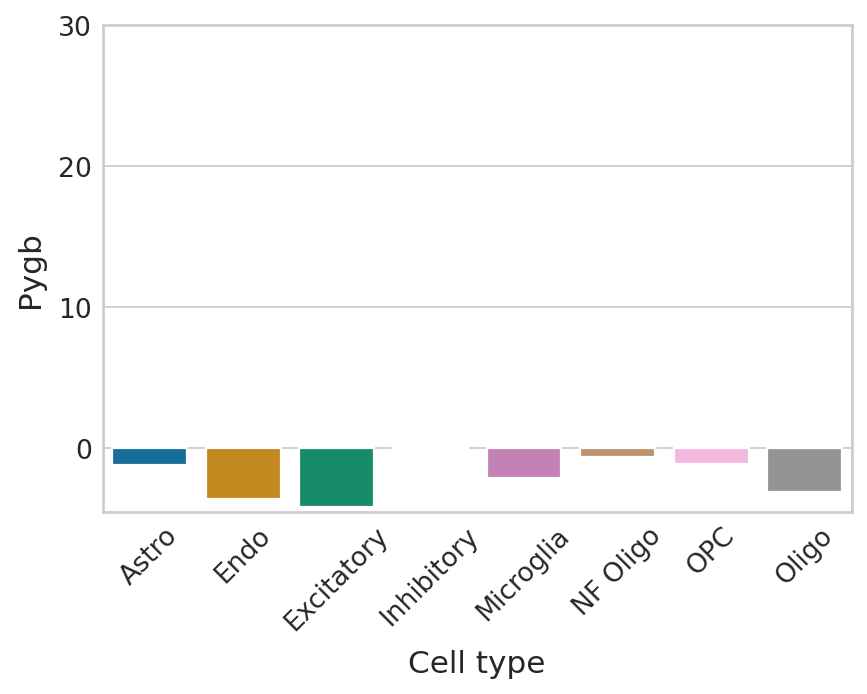 30
20
10
0
Pygb
Astro
Endo
Excitatory
Inhibitory
Microglia
NF Oligo
OPC
Oligo
Cell type